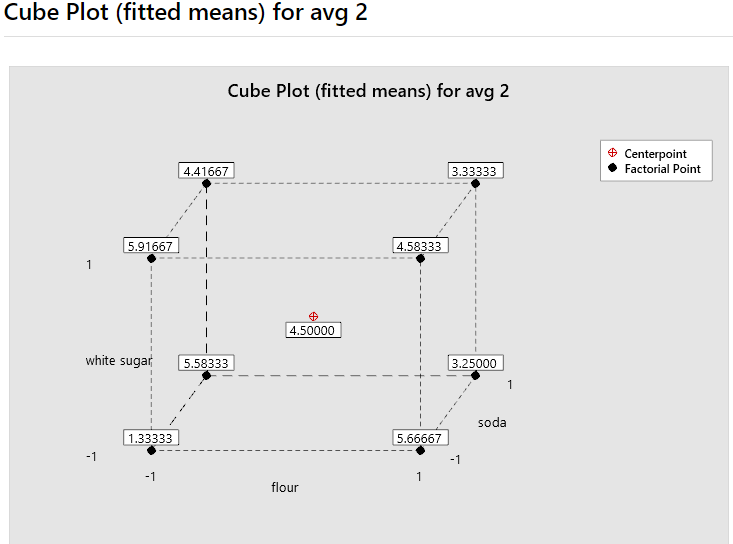 Cube Plot (fitted means) for avg 2
Cube Plot (fitted means) for avg 2
Centerpoint
Factorial Point
4.41667
3.33333
5.91667
4.58333
1
4.50000
white sugar
5.58333
3.25000
1
soda
1.33333
5.66667
-1
-1
-1
1
flour